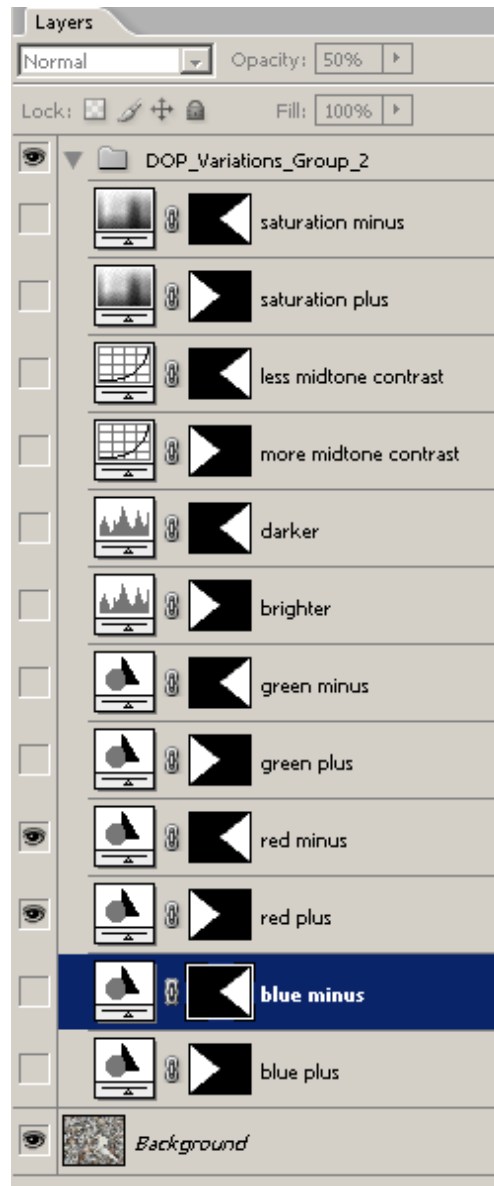 Layers
Normal Opacity: 50%
Lock: Fill: 100%
DOP_Variations_Group_2
saturation minus
saturation plus
less midtone contrast
more midtone contrast
darker
brighter
green minus
green plus
red minus
red plus
blue minus
blue plus
Background